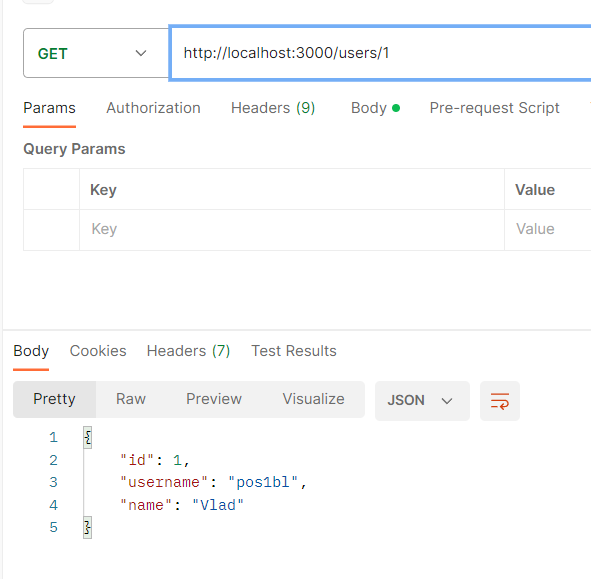 GET http://localhost:3000/users/1
Params Authorization Headers (9) Body Pre-request Script
Query Params
Key Value
Key Value
Body Cookies Headers (7) Test Results
Pretty Raw Preview Visualize JSON
1 {
2 "id": 1,
3 "username": "pos1bl",
4 "name": "Vlad"
5 }